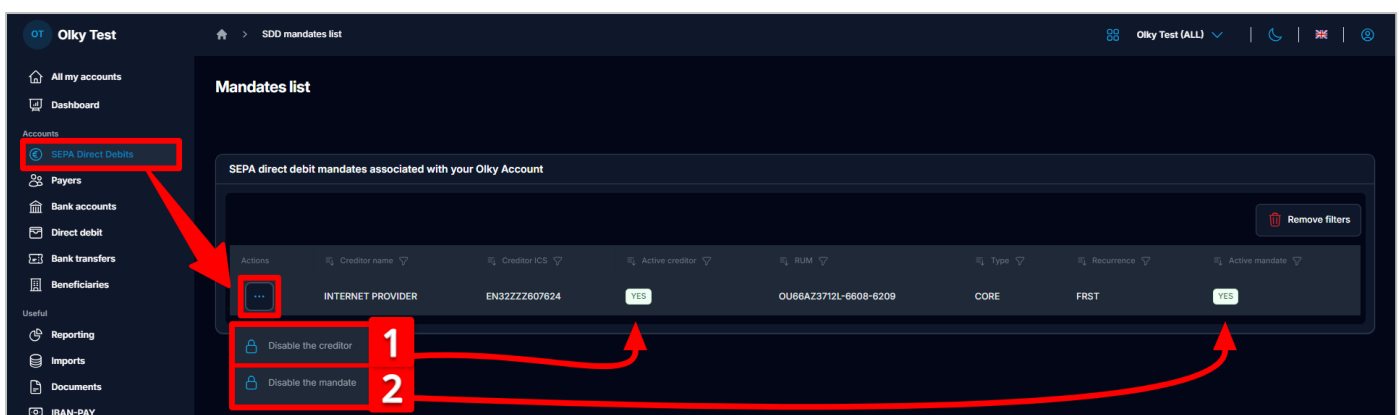 OT Olky Test
SDD mandates list
Olky Test (ALL)
All my accounts
Dashboard
Accounts
SEPA Direct Debits
Payers
Bank accounts
Direct debit
Bank transfers
Beneficiaries
Useful
Reporting
Imports
Documents
IBAN-PAY
Mandates list
SEPA direct debit mandates associated with your Olky Account
Remove filters
Actions Creditor name Creditor ICS Active creditor RUM Type Recurrence Active mandate
... INTERNET PROVIDER EN32ZZZ607624 YES OU66AZ3712L-6608-6209 CORE FRST YES
Disable the creditor 1
Disable the mandate 2